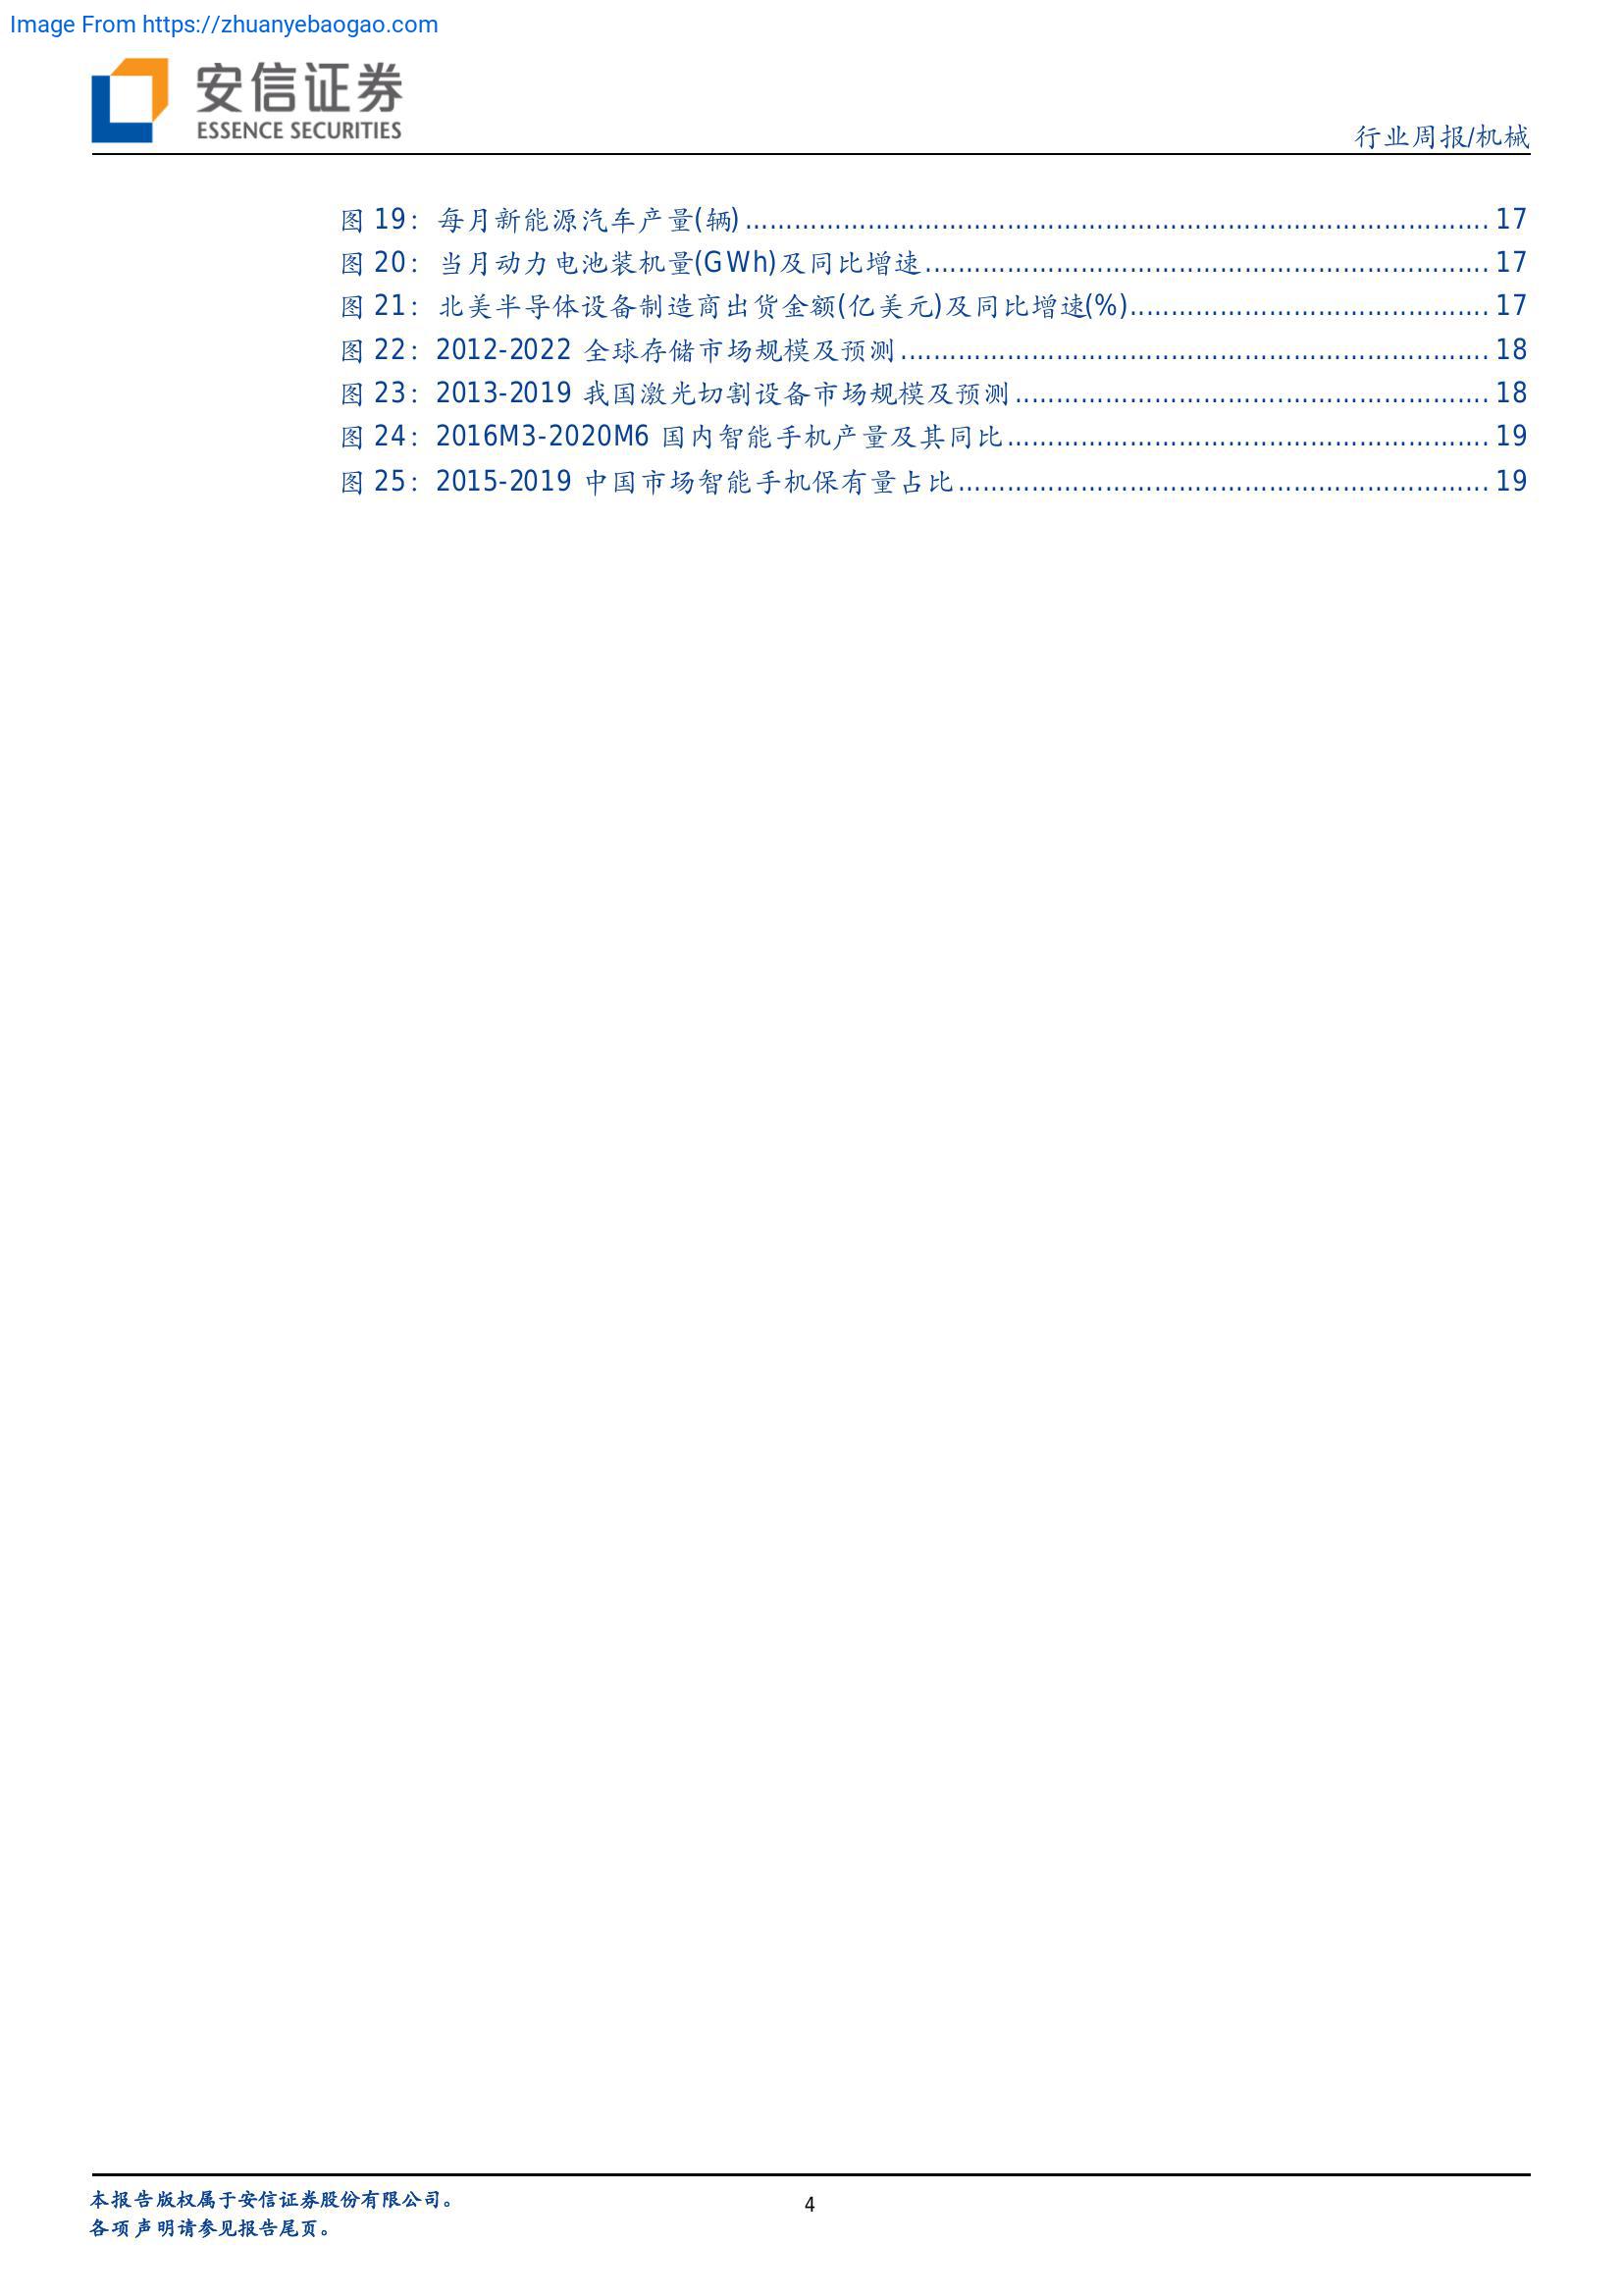 Image From https://zhuanyebaogao.com
安信证券
ESSENCE SECURITIES
行业周报/机械
图 19：每月新能源汽车产量(辆) ........................................................................................ 17
图 20：当月动力电池装机量(GWh)及同比增速 .................................................................. 17
图 21：北美半导体设备制造商出货金额(亿美元)及同比增速(%) .......................................... 17
图 22：2012-2022 全球存储市场规模及预测 ..................................................................... 18
图 23：2013-2019 我国激光切割设备市场规模及预测 ........................................................ 18
图 24：2016M3-2020M6 国内智能手机产量及其同比 ......................................................... 19
图 25：2015-2019 中国市场智能手机保有量占比 ............................................................... 19
本报告版权属于安信证券股份有限公司。
4
各项声明请参见报告尾页。